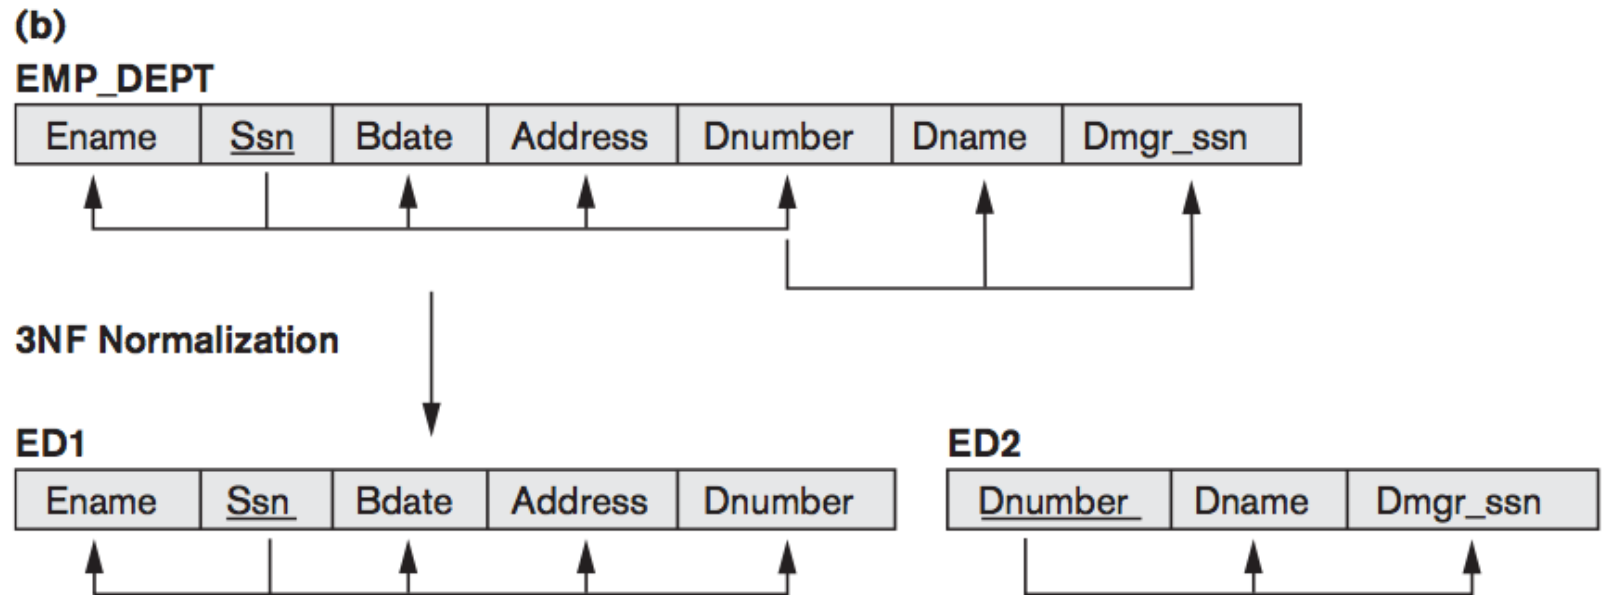 (b)
EMP_DEPT
Ename Ssn Bdate Address Dnumber Dname Dmgr_ssn
3NF Normalization
ED1
Ename Ssn Bdate Address Dnumber
ED2
Dnumber Dname Dmgr_ssn